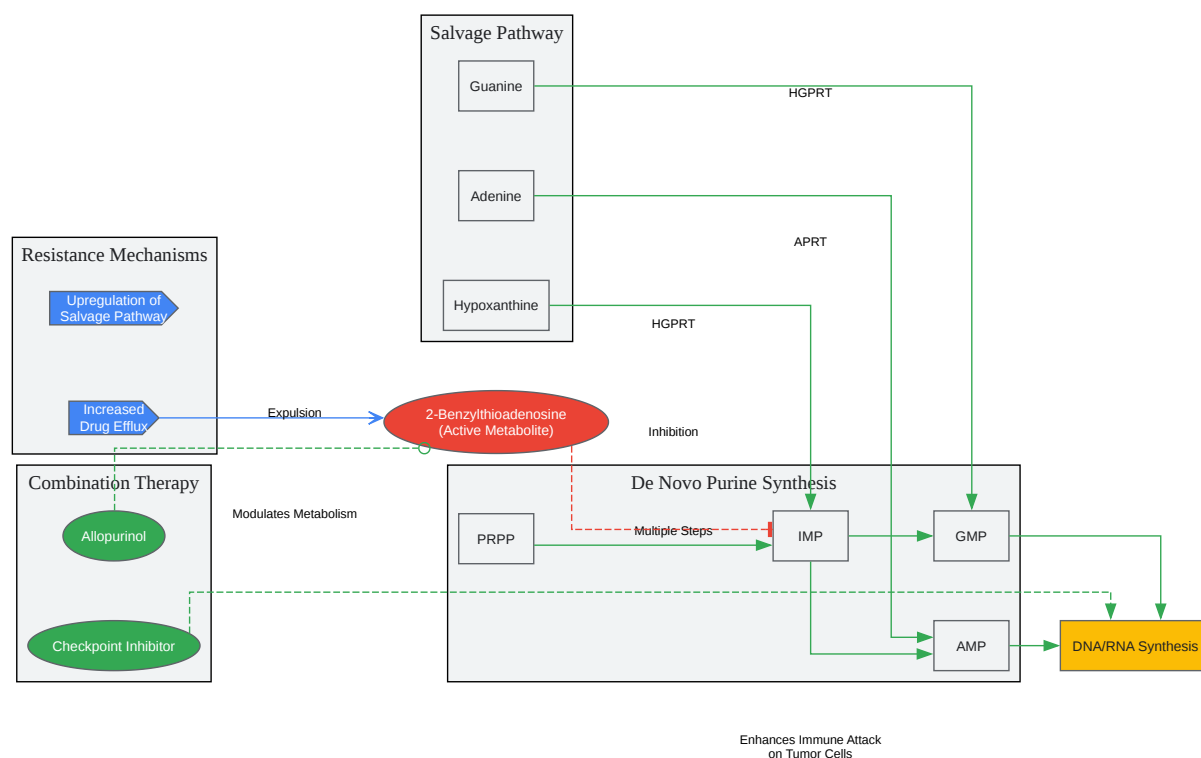 Salvage Pathway
Guanine
HGPRT
Adenine
APRT
Hypoxanthine
HGPRT
Resistance Mechanisms
Upregulation of
Salvage Pathway
Increased
Drug Efflux
Expulsion
2-Benzylthioadenosine
(Active Metabolite)
Inhibition
Combination Therapy
Allopurinol
Modulates Metabolism
Checkpoint Inhibitor
De Novo Purine Synthesis
PRPP
Multiple Steps
IMP
GMP
AMP
DNA/RNA Synthesis
Enhances Immune Attack
on Tumor Cells